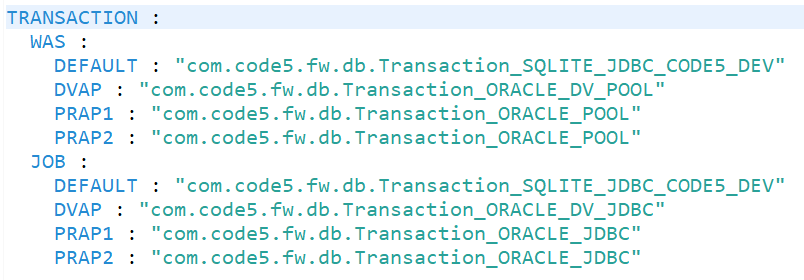 TRANSACTION :
  WAS :
    DEFAULT : "com.code5.fw.db.Transaction_SQLITE_JDBC_CODE5_DEV"
    DVAP : "com.code5.fw.db.Transaction_ORACLE_DV_POOL"
    PRAP1 : "com.code5.fw.db.Transaction_ORACLE_POOL"
    PRAP2 : "com.code5.fw.db.Transaction_ORACLE_POOL"
  JOB :
    DEFAULT : "com.code5.fw.db.Transaction_SQLITE_JDBC_CODE5_DEV"
    DVAP : "com.code5.fw.db.Transaction_ORACLE_DV_JDBC"
    PRAP1 : "com.code5.fw.db.Transaction_ORACLE_JDBC"
    PRAP2 : "com.code5.fw.db.Transaction_ORACLE_JDBC"